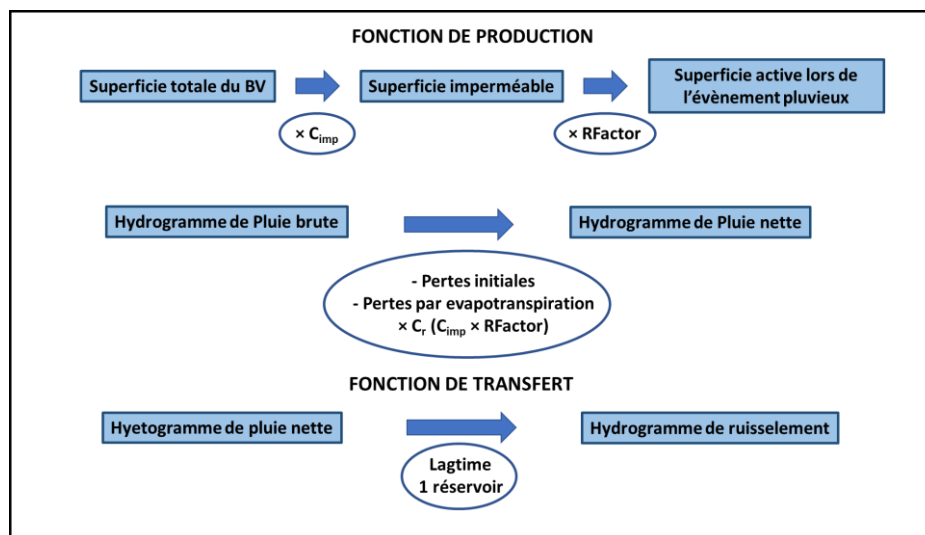 FONCTION DE PRODUCTION
Superficie totale du BV
Superficie imperméable
Superficie active lors de
l'évènement pluvieux
× Cimp
× RFactor
Hydrogramme de Pluie brute
Hydrogramme de Pluie nette
- Pertes initiales
- Pertes par evapotranspiration
× Cr (Cimp × RFactor)
FONCTION DE TRANSFERT
Hyetogramme de pluie nette
Hydrogramme de ruisselement
Lagtime
1 réservoir